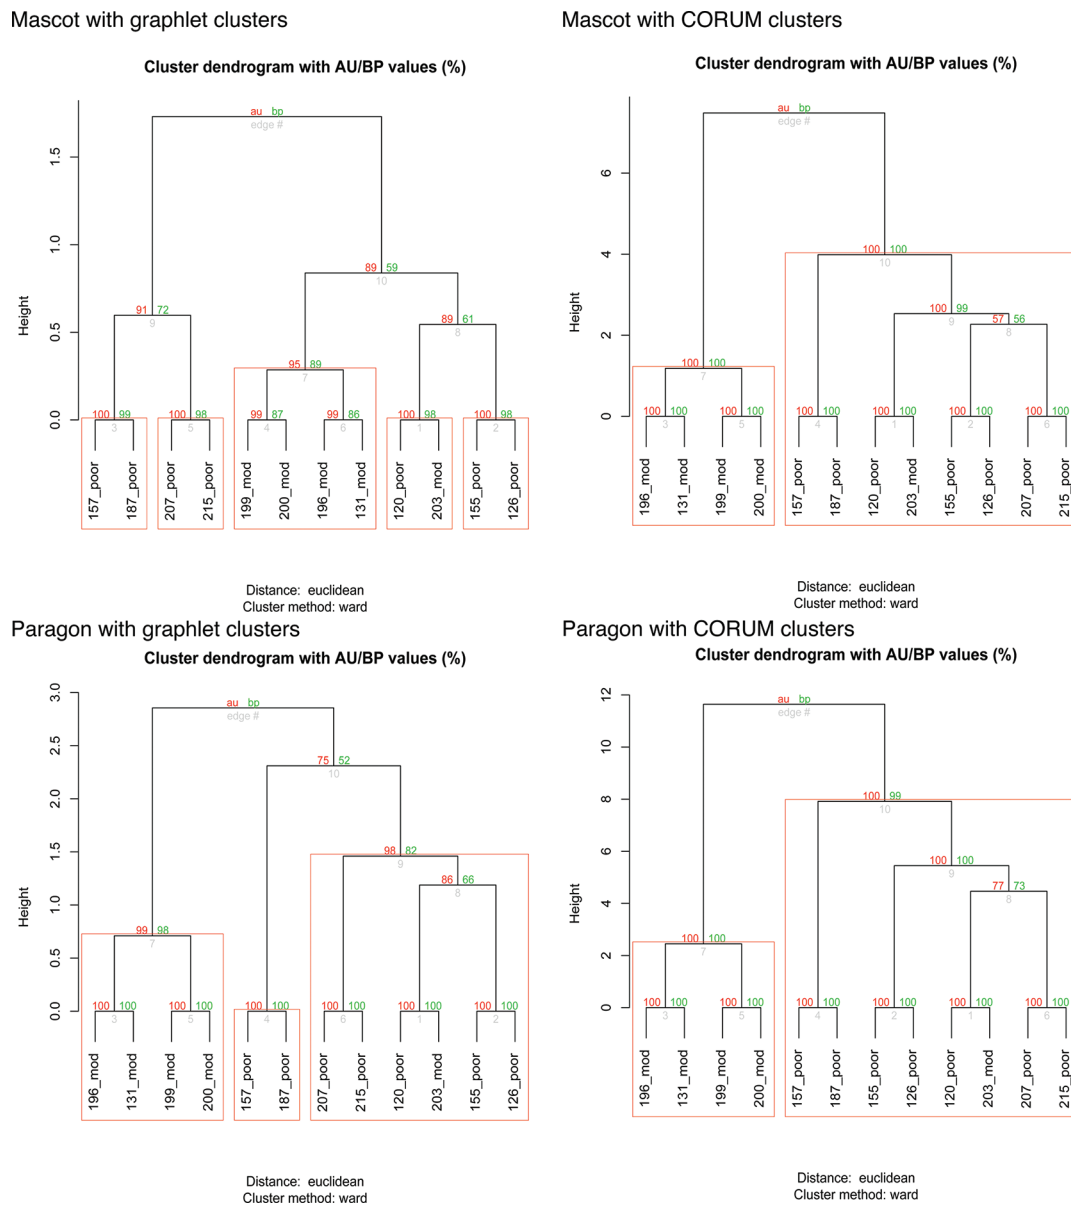 Mascot with graphlet clusters
Cluster dendrogram with AU/BP values (%)
au bp
edge #
Height
0.0 0.5 1.0 1.5
89 59
10
91 72
9
89 61
8
95 89
7
100 99
3
100 98
5
99 87
4
99 86
6
100 98
1
100 98
2
157_poor
187_poor
207_poor
215_poor
199_mod
200_mod
196_mod
131_mod
120_poor
203_mod
155_poor
126_poor
Distance: euclidean
Cluster method: ward
Mascot with CORUM clusters
Cluster dendrogram with AU/BP values (%)
au bp
edge #
Height
0 2 4 6
100 100
10
100 99
9
57 56
8
100 100
7
100 100
3
100 100
5
100 100
4
100 100
1
100 100
2
100 100
6
196_mod
131_mod
199_mod
200_mod
157_poor
187_poor
120_poor
203_mod
155_poor
126_poor
207_poor
215_poor
Distance: euclidean
Cluster method: ward
Paragon with graphlet clusters
Cluster dendrogram with AU/BP values (%)
au bp
edge #
Height
0.0 0.5 1.0 1.5 2.0 2.5 3.0
75 52
10
98 82
9
86 66
8
99 98
7
100 100
3
100 100
5
100 100
4
100 100
6
100 100
1
100 100
2
196_mod
131_mod
199_mod
200_mod
157_poor
187_poor
207_poor
215_poor
120_poor
203_mod
155_poor
126_poor
Distance: euclidean
Cluster method: ward
Paragon with CORUM clusters
Cluster dendrogram with AU/BP values (%)
au bp
edge #
Height
0 2 4 6 8 10 12
100 99
10
100 100
9
77 73
8
100 100
7
100 100
3
100 100
5
100 100
4
100 100
2
100 100
1
100 100
6
196_mod
131_mod
199_mod
200_mod
157_poor
187_poor
155_poor
126_poor
120_poor
203_mod
207_poor
215_poor
Distance: euclidean
Cluster method: ward